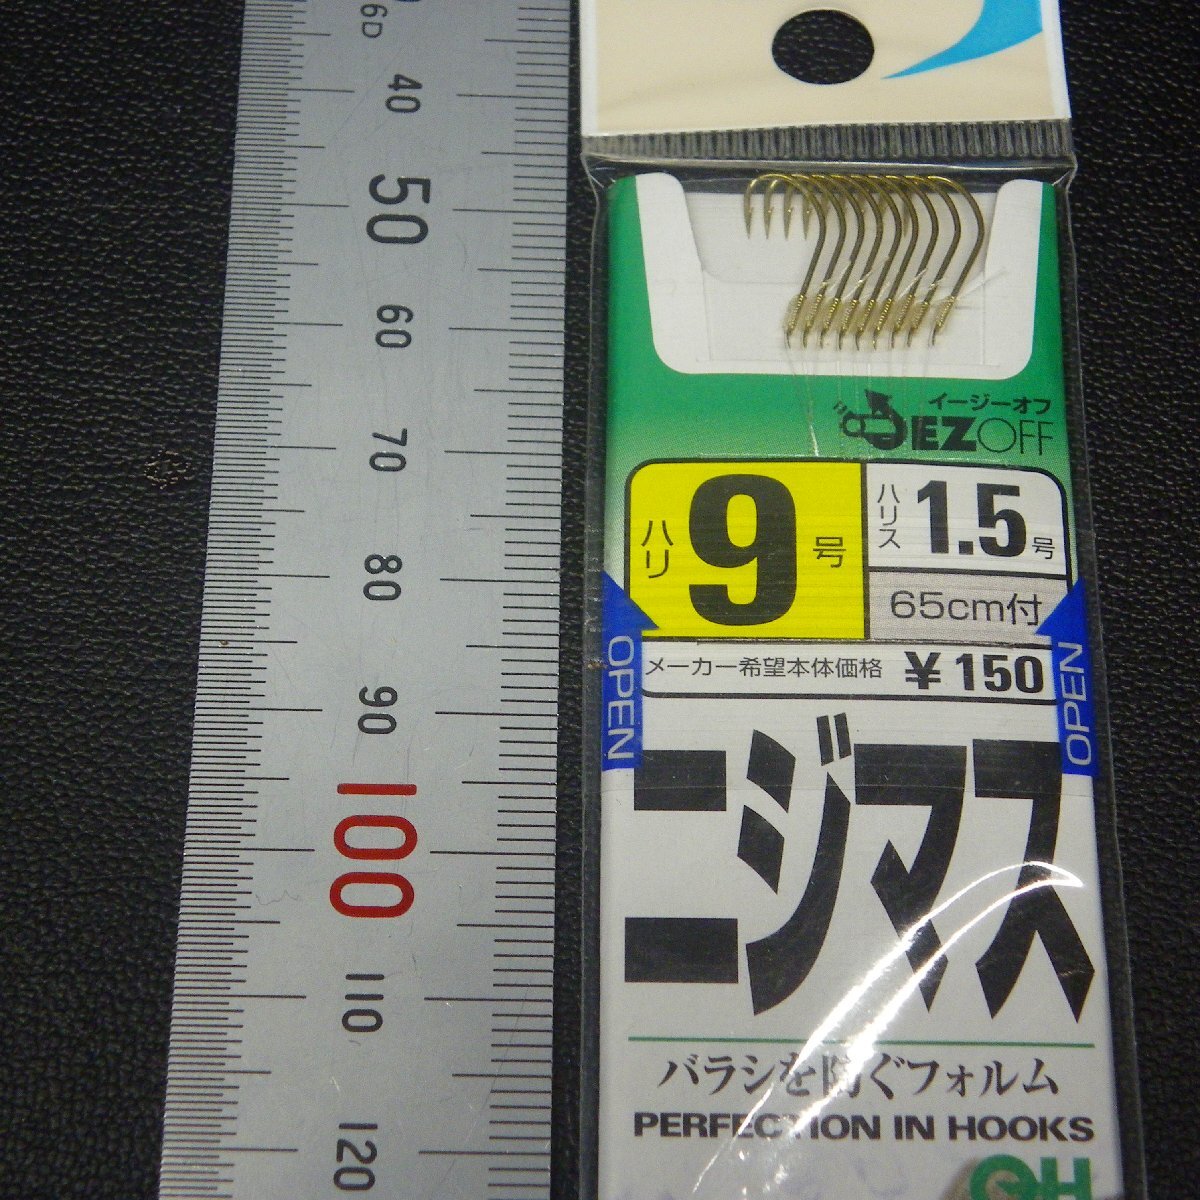 6D
40
50
60
70
80
90
100
110
120
イージーオフ
EZOFF
ハリ 9 号
ハリス 1.5 号
65cm付
メーカー希望本体価格 ¥150
OPEN
OPEN
ニジマス
バラシを防ぐフォルム
PERFECTION IN HOOKS